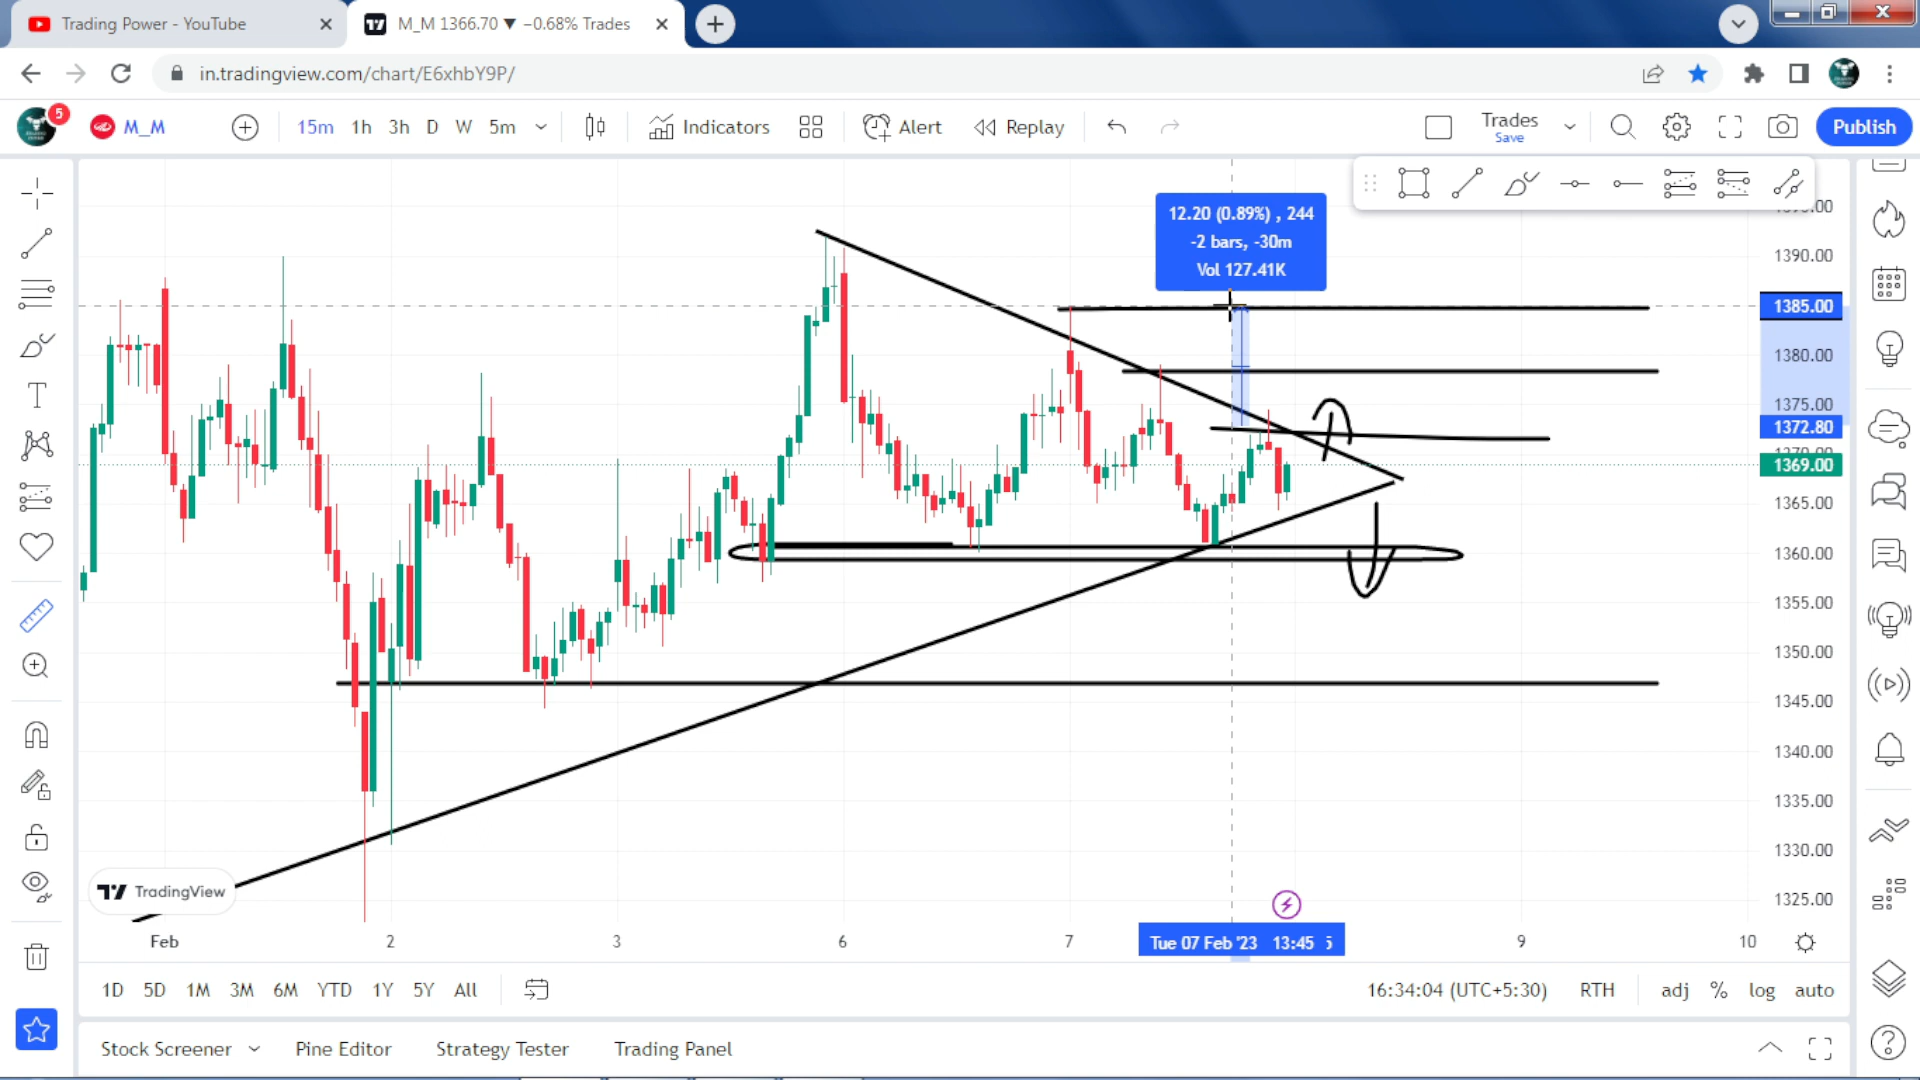 Trading Power - YouTube
M_M 1366.70 ▼ −0.68% Trades
in.tradingview.com/chart/E6xhbY9P/
5
M_M
15m 1h 3h D W 5m
Indicators
Alert
Replay
Trades
Save
Publish
12.20 (0.89%) , 244
-2 bars, -30m
Vol 127.41K
1390.00
1385.00
1380.00
1375.00
1372.80
1369.00
1365.00
1360.00
1355.00
1350.00
1345.00
1340.00
1335.00
1330.00
1325.00
TradingView
Feb 2 3 6 7 Tue 07 Feb '23 13:45 9 10
1D 5D 1M 3M 6M YTD 1Y 5Y All
16:34:04 (UTC+5:30) RTH adj % log auto
Stock Screener Pine Editor Strategy Tester Trading Panel